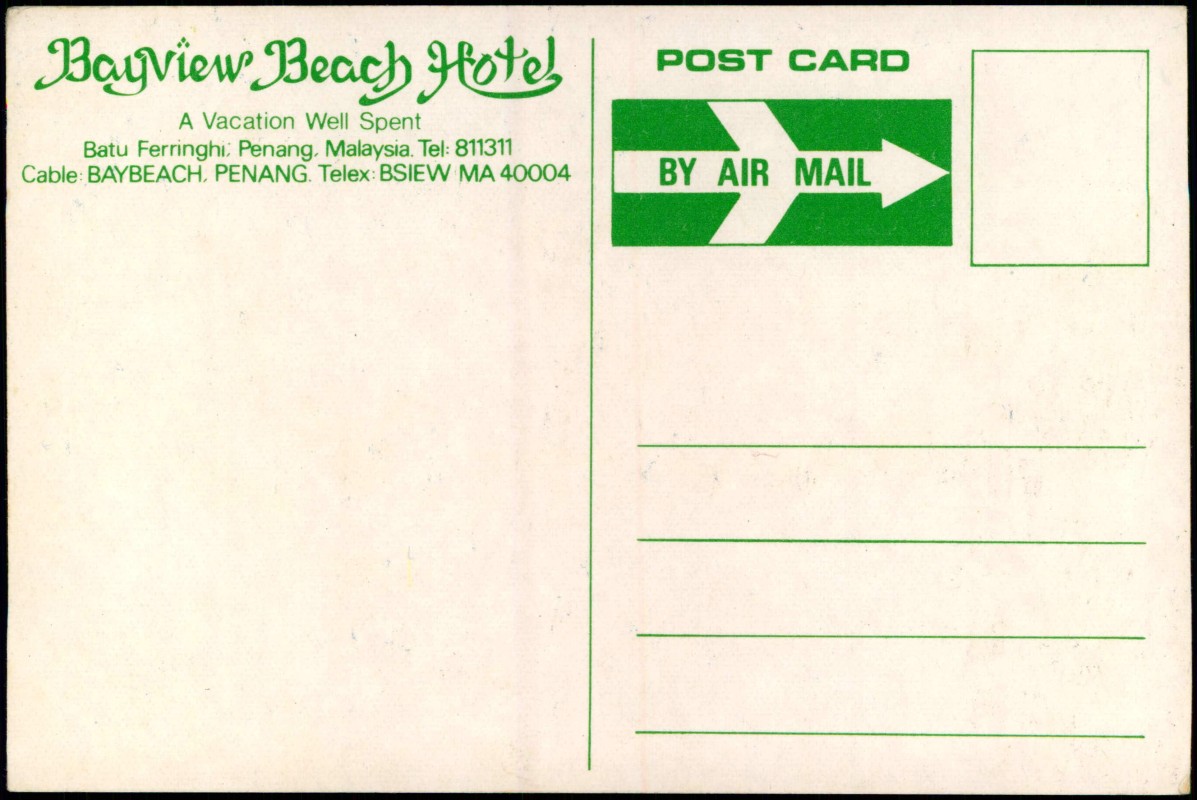 Bayview Beach Hotel
A Vacation Well Spent
Batu Ferringhi, Penang, Malaysia. Tel: 811311
Cable: BAYBEACH, PENANG. Telex: BSIEW MA 40004
POST CARD
BY AIR MAIL